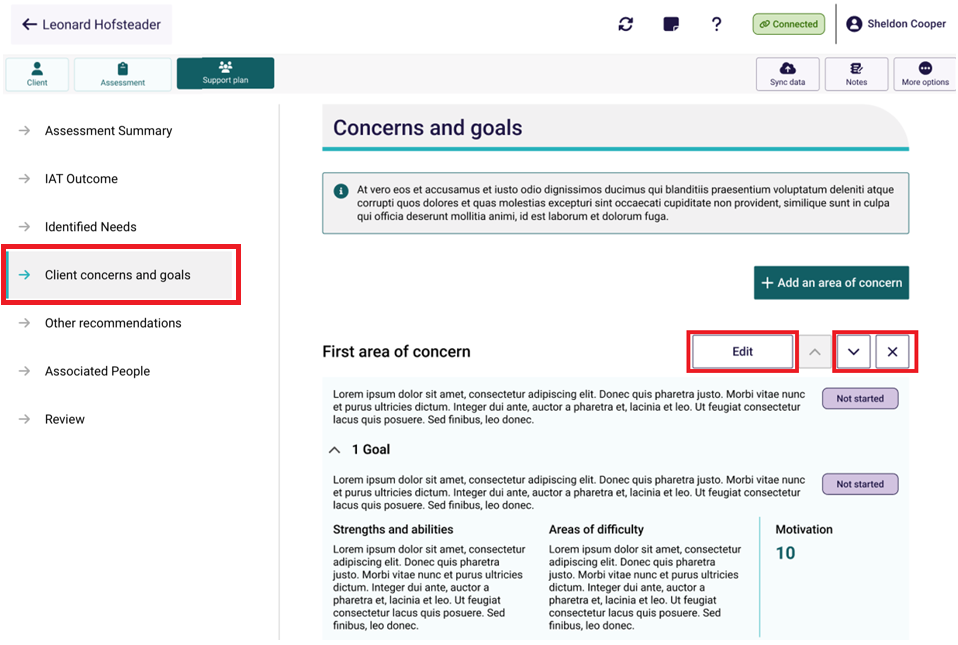 Leonard Hofsteader
?
Connected
Sheldon Cooper
Client
Assessment
Support plan
Sync data
Notes
More options
Assessment Summary
IAT Outcome
Identified Needs
Client concerns and goals
Other recommendations
Associated People
Review
Concerns and goals
At vero eos et accusamus et iusto odio dignissimos ducimus qui blanditiis praesentium voluptatum deleniti atque
corrupti quos dolores et quas molestias excepturi sint occaecati cupiditate non provident, similique sunt in culpa
qui officia deserunt mollitia animi, id est laborum et dolorum fuga.
+ Add an area of concern
First area of concern
Edit
Lorem ipsum dolor sit amet, consectetur adipiscing elit. Donec quis pharetra justo. Morbi vitae nunc
et purus ultricies dictum. Integer dui ante, auctor a pharetra et, lacinia et leo. Ut feugiat consectetur
lacus quis posuere. Sed finibus, leo donec.
Not started
1 Goal
Lorem ipsum dolor sit amet, consectetur adipiscing elit. Donec quis pharetra justo. Morbi vitae nunc
et purus ultricies dictum. Integer dui ante, auctor a pharetra et, lacinia et leo. Ut feugiat consectetur
lacus quis posuere. Sed finibus, leo donec.
Not started
Strengths and abilities
Lorem ipsum dolor sit amet, consectetur
adipiscing elit. Donec quis pharetra
justo. Morbi vitae nunc et purus ultricies
dictum. Integer dui ante, auctor a
pharetra et, lacinia et leo. Ut feugiat
consectetur lacus quis posuere. Sed
finibus, leo donec.
Areas of difficulty
Lorem ipsum dolor sit amet, consectetur
adipiscing elit. Donec quis pharetra
justo. Morbi vitae nunc et purus ultricies
dictum. Integer dui ante, auctor a
pharetra et, lacinia et leo. Ut feugiat
consectetur lacus quis posuere. Sed
finibus, leo donec.
Motivation
10